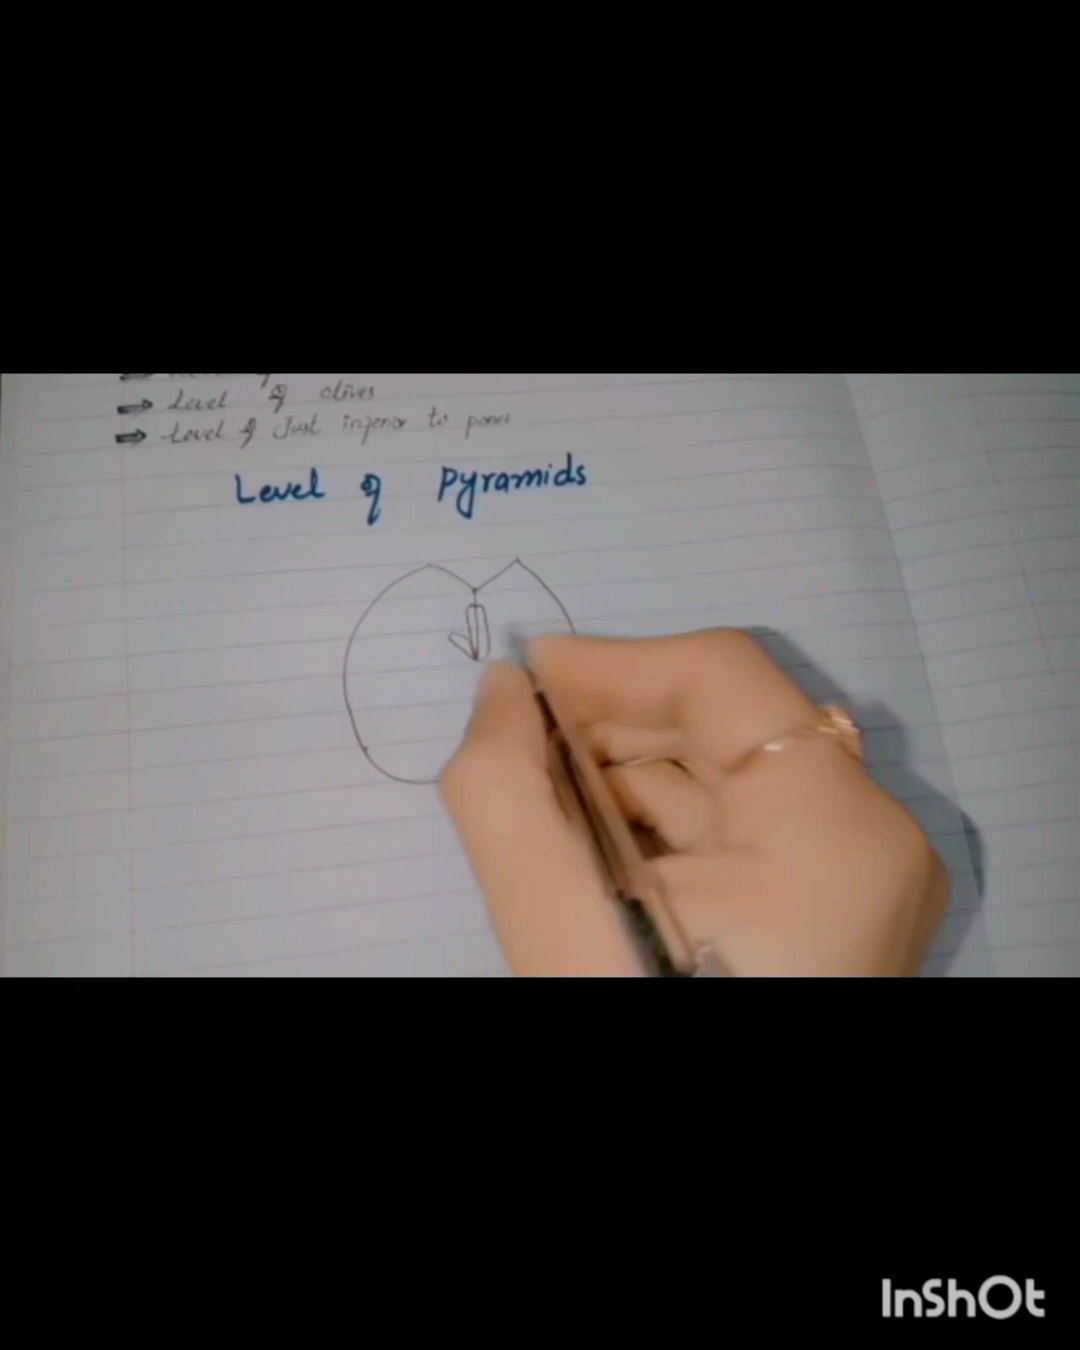 Level of olives
Level of Just inferior to pons
Level of Pyramids
InShOt